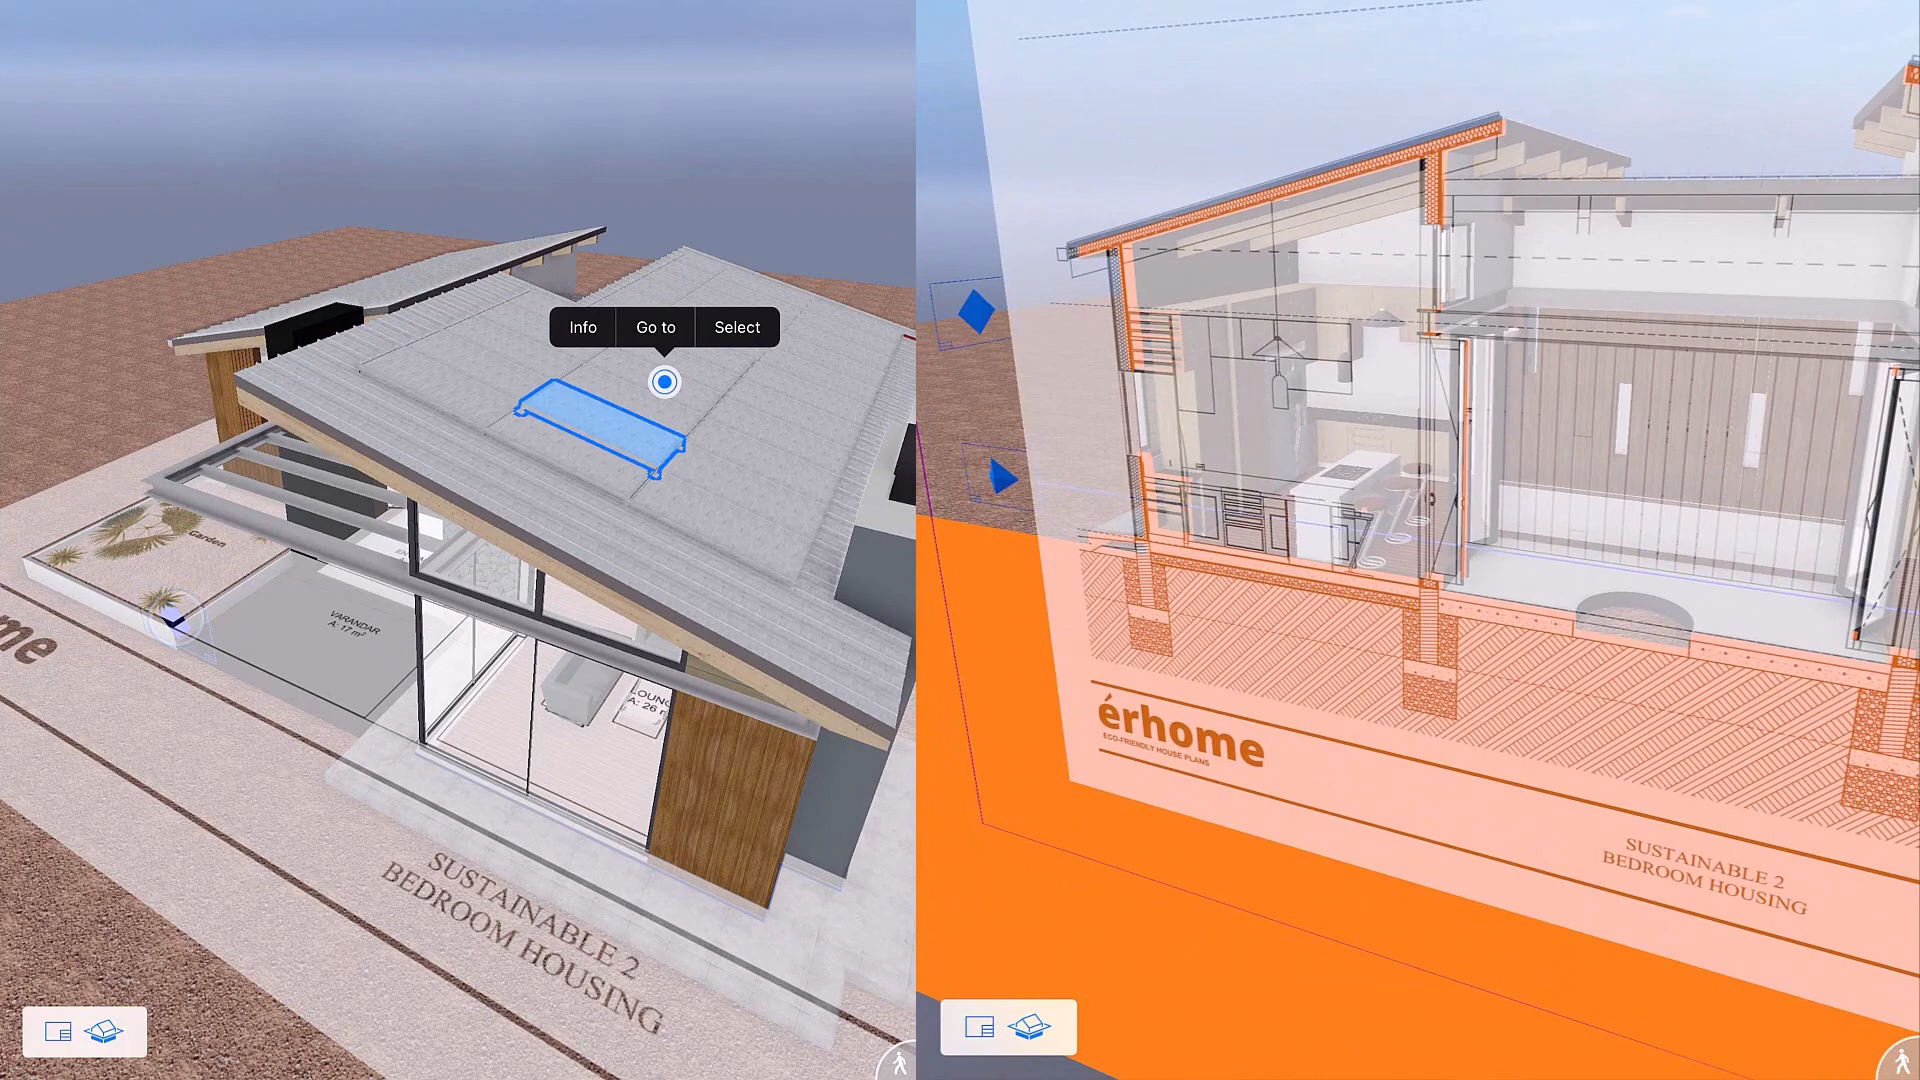 Info Go to Select
Garden
VARANDAR
A: 17 m²
LOUNG
A: 26 m
me
SUSTAINABLE 2
BEDROOM HOUSING
érhome
ECO-FRIENDLY HOUSE PLANS
SUSTAINABLE 2
BEDROOM HOUSING